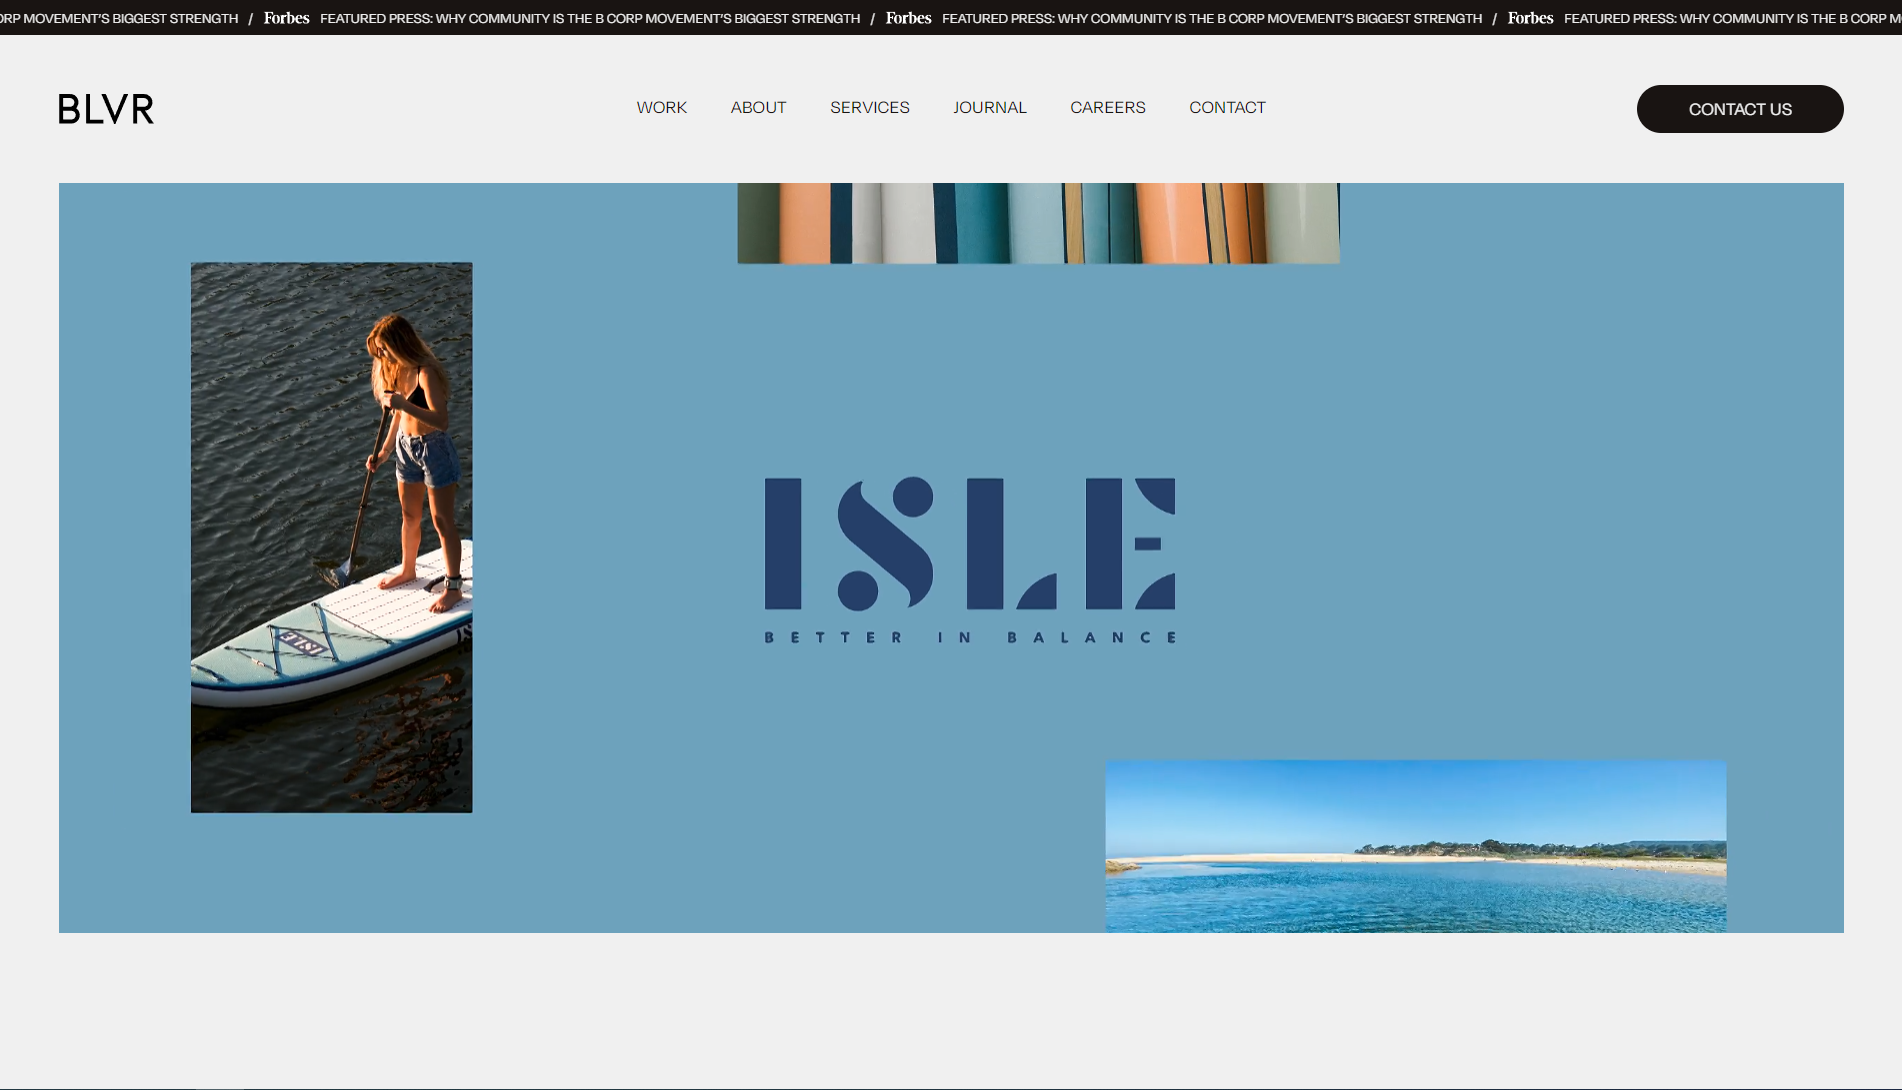 ORP MOVEMENT'S BIGGEST STRENGTH / Forbes FEATURED PRESS: WHY COMMUNITY IS THE B CORP MOVEMENT'S BIGGEST STRENGTH / Forbes FEATURED PRESS: WHY COMMUNITY IS THE B CORP MOVEMENT'S BIGGEST STRENGTH / Forbes FEATURED PRESS: WHY COMMUNITY IS THE B CORP M
BLVR WORK ABOUT SERVICES JOURNAL CAREERS CONTACT CONTACT US
ISLE
BETTER IN BALANCE
ISLE